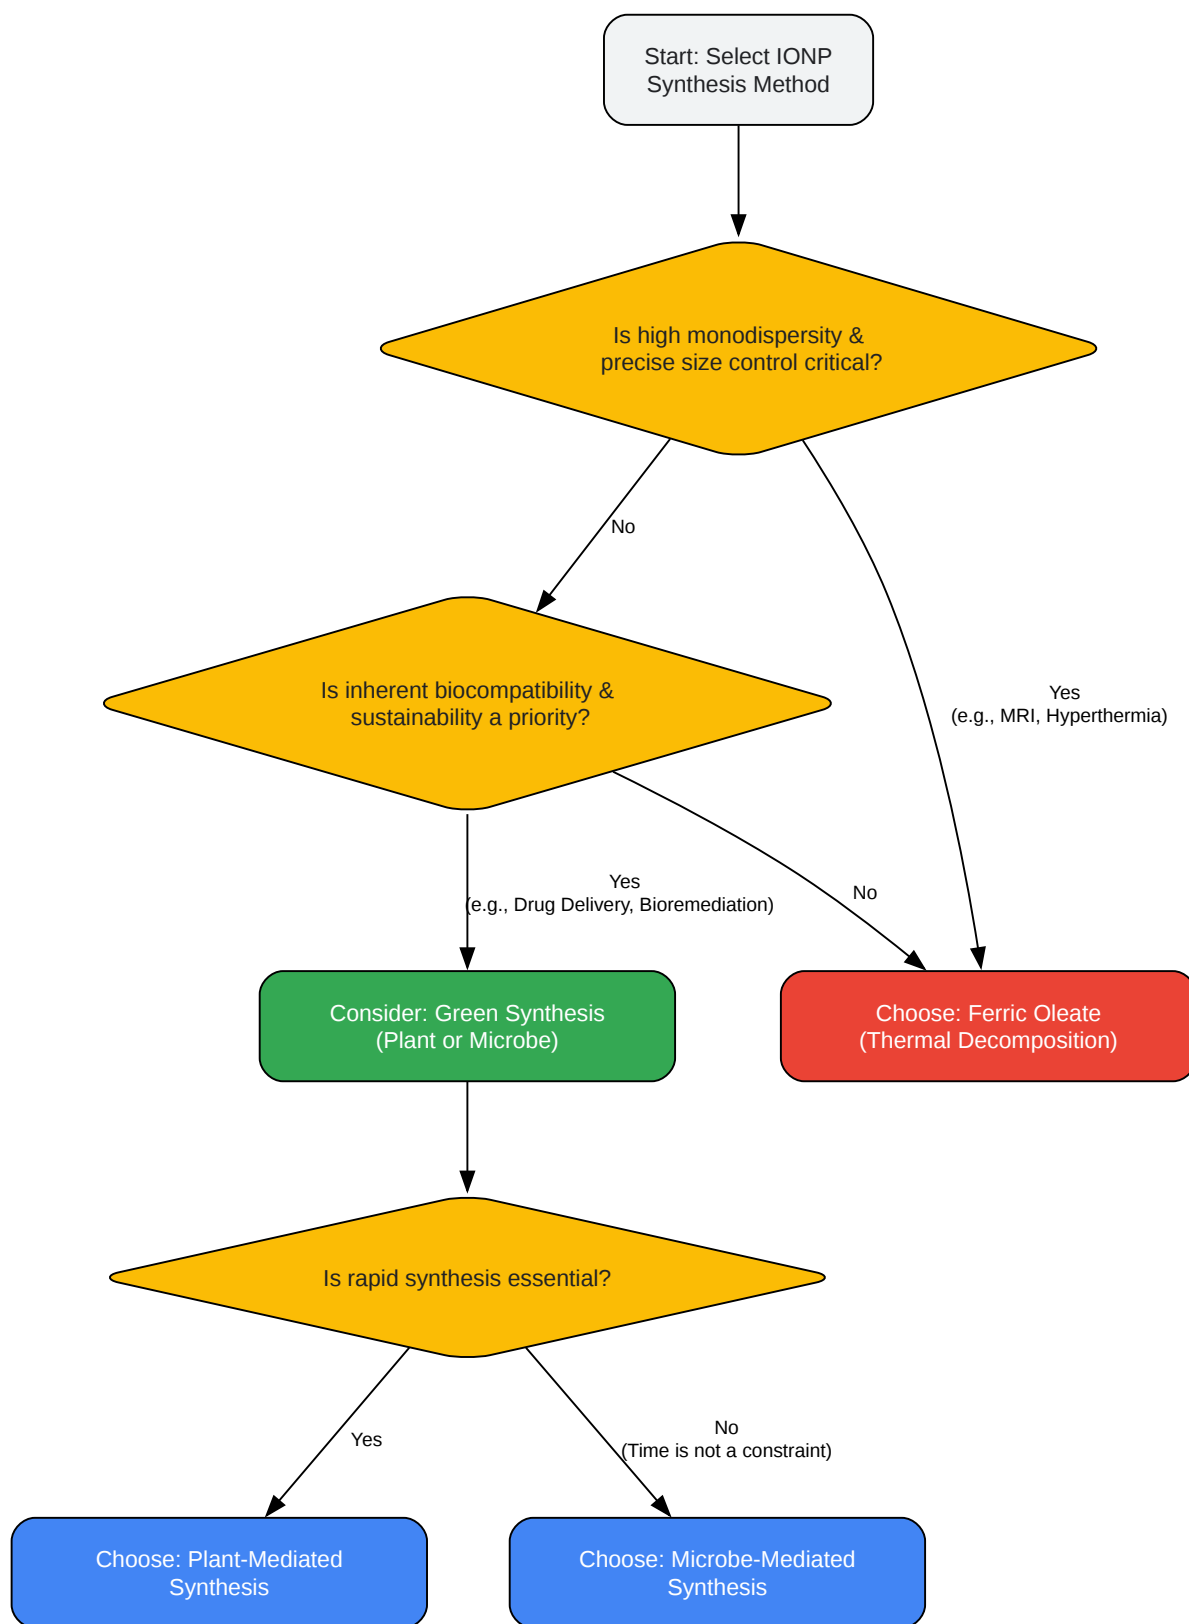 Start: Select IONP
Synthesis Method
Is high monodispersity &
precise size control critical?
No
Yes
(e.g., MRI, Hyperthermia)
Is inherent biocompatibility &
sustainability a priority?
Yes
(e.g., Drug Delivery, Bioremediation)
No
Consider: Green Synthesis
(Plant or Microbe)
Choose: Ferric Oleate
(Thermal Decomposition)
Is rapid synthesis essential?
Yes
No
(Time is not a constraint)
Choose: Plant-Mediated
Synthesis
Choose: Microbe-Mediated
Synthesis